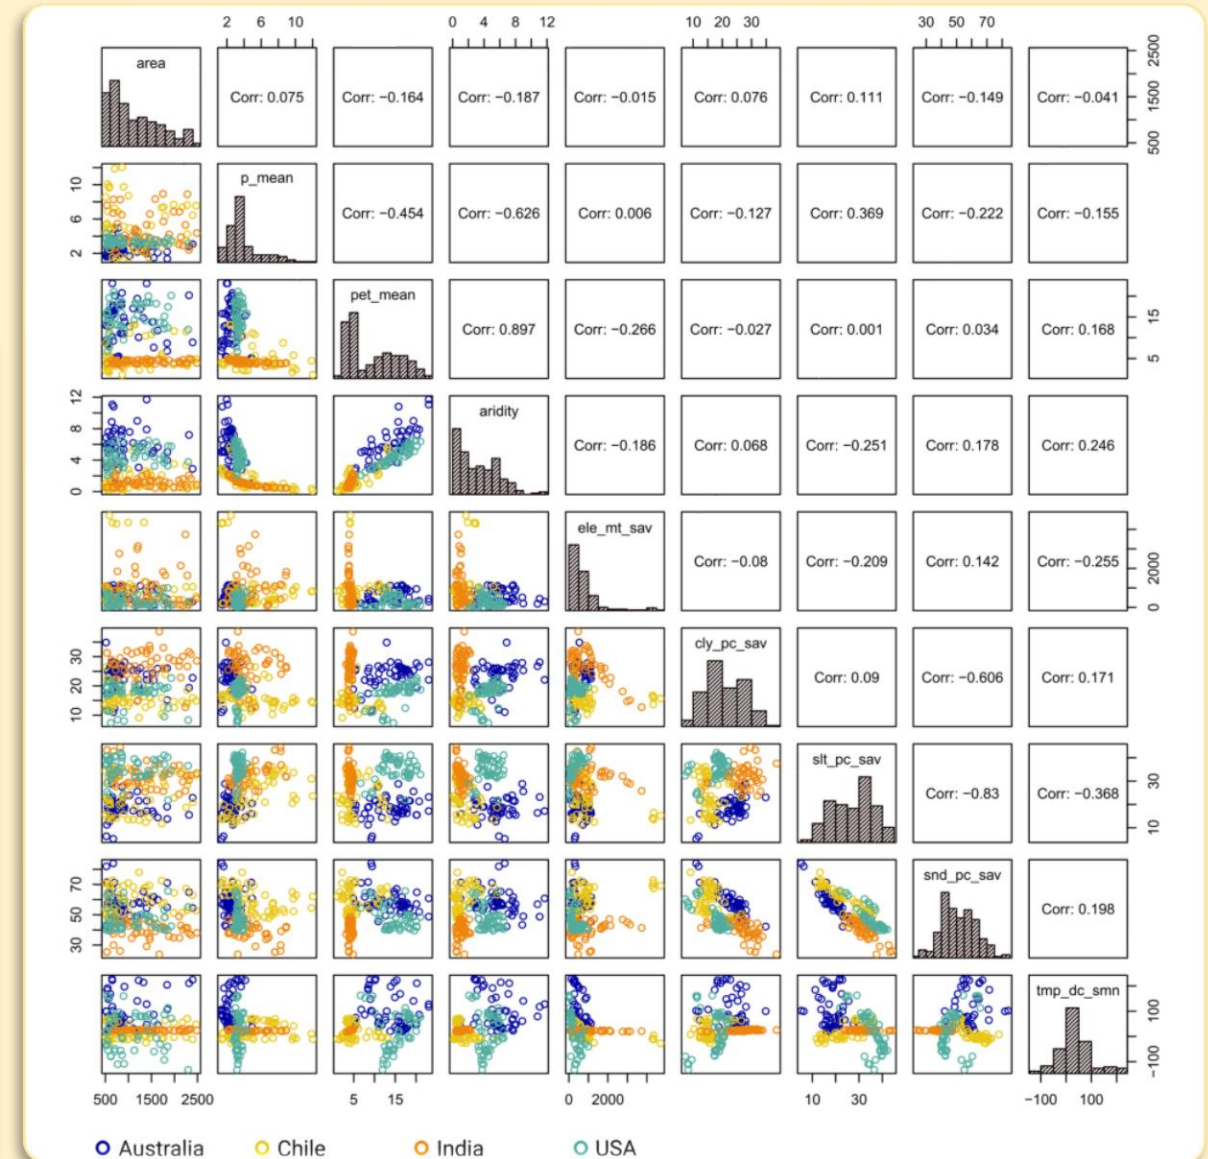 2 6 10 0 4 8 12 10 20 30 30 50 70
area
Corr: 0.075 Corr: −0.164 Corr: −0.187 Corr: −0.015 Corr: 0.076 Corr: 0.111 Corr: −0.149 Corr: −0.041
500 1500 2500
p_mean
2 6 10
Corr: −0.454 Corr: −0.626 Corr: 0.006 Corr: −0.127 Corr: 0.369 Corr: −0.222 Corr: −0.155
pet_mean
Corr: 0.897 Corr: −0.266 Corr: −0.027 Corr: 0.001 Corr: 0.034 Corr: 0.168
15
5
12
8
4
0
aridity
Corr: −0.186 Corr: 0.068 Corr: −0.251 Corr: 0.178 Corr: 0.246
ele_mt_sav
Corr: −0.08 Corr: −0.209 Corr: 0.142 Corr: −0.255
0 2000
cly_pc_sav
10 20 30
Corr: 0.09 Corr: −0.606 Corr: 0.171
slt_pc_sav
Corr: −0.83 Corr: −0.368
10 30
snd_pc_sav
30 50 70
Corr: 0.198
tmp_dc_smn
−100 100
500 1500 2500 5 15 0 2000 10 30 −100 100
Australia Chile India USA